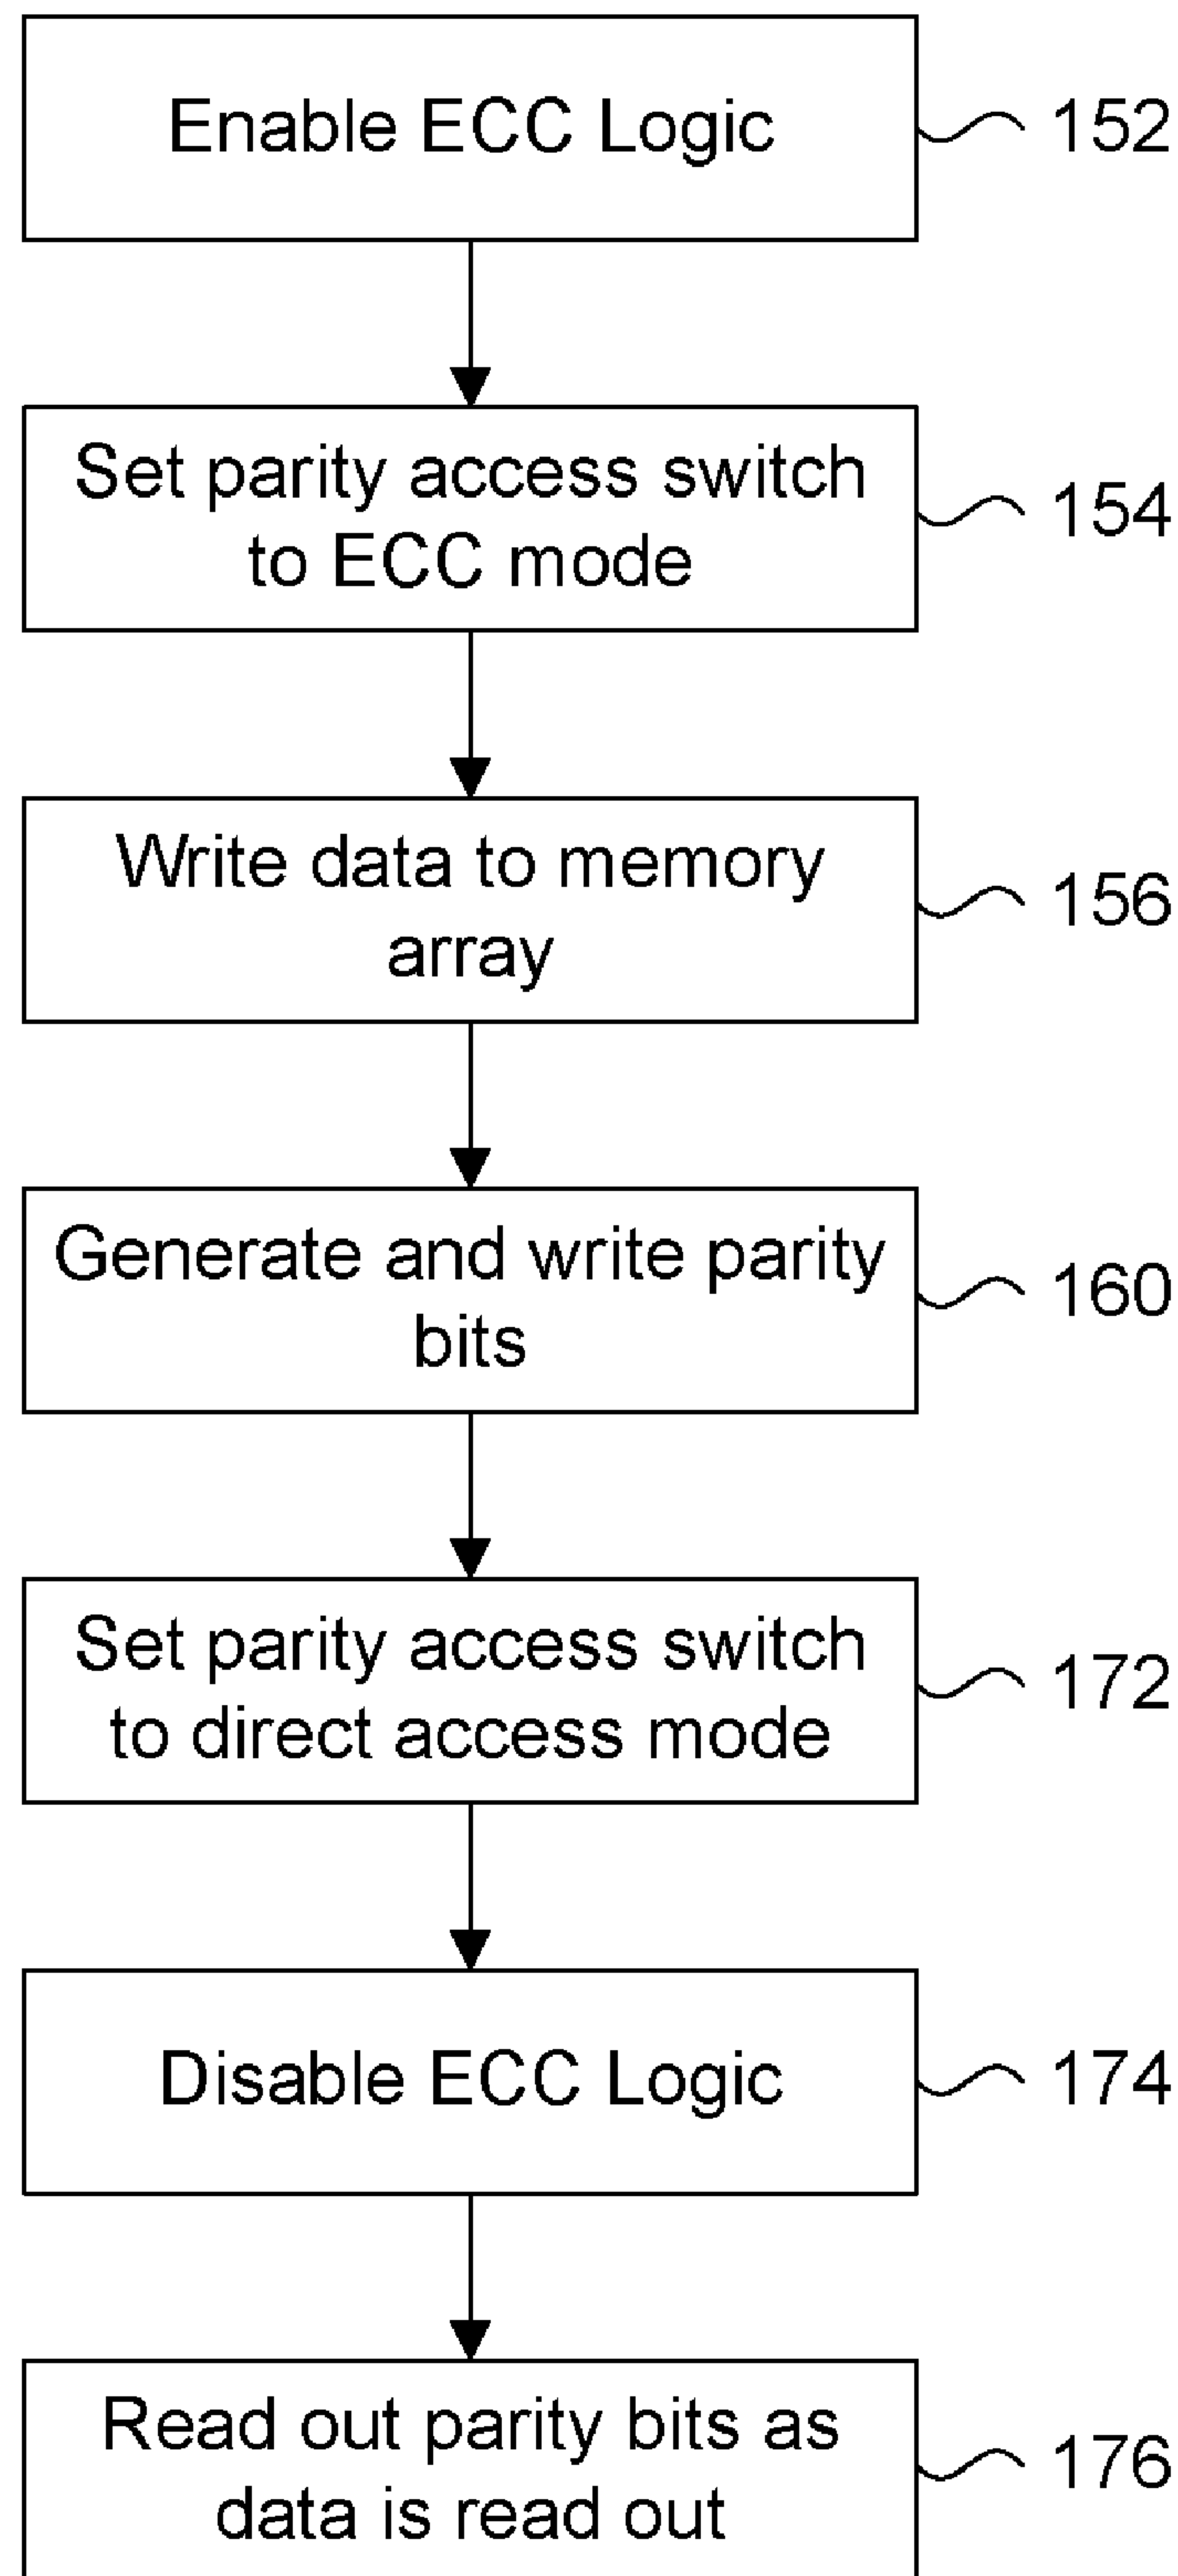 Enable ECC Logic
152
Set parity access switch
to ECC mode
154
Write data to memory
array
156
Generate and write parity
bits
160
Set parity access switch
to direct access mode
172
Disable ECC Logic
174
Read out parity bits as
data is read out
176